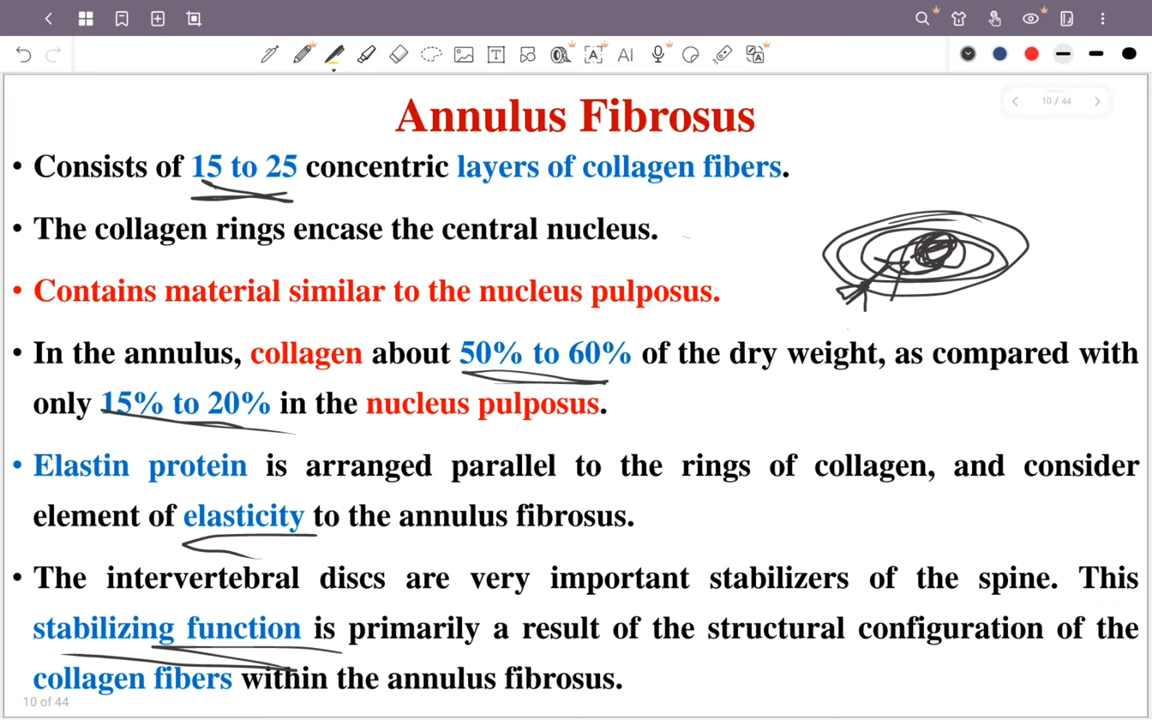 AI
10 / 44
Annulus Fibrosus
• Consists of 15 to 25 concentric layers of collagen fibers.
• The collagen rings encase the central nucleus.
• Contains material similar to the nucleus pulposus.
• In the annulus, collagen about 50% to 60% of the dry weight, as compared with
only 15% to 20% in the nucleus pulposus.
• Elastin protein is arranged parallel to the rings of collagen, and consider
element of elasticity to the annulus fibrosus.
• The intervertebral discs are very important stabilizers of the spine. This
stabilizing function is primarily a result of the structural configuration of the
collagen fibers within the annulus fibrosus.
10 of 44